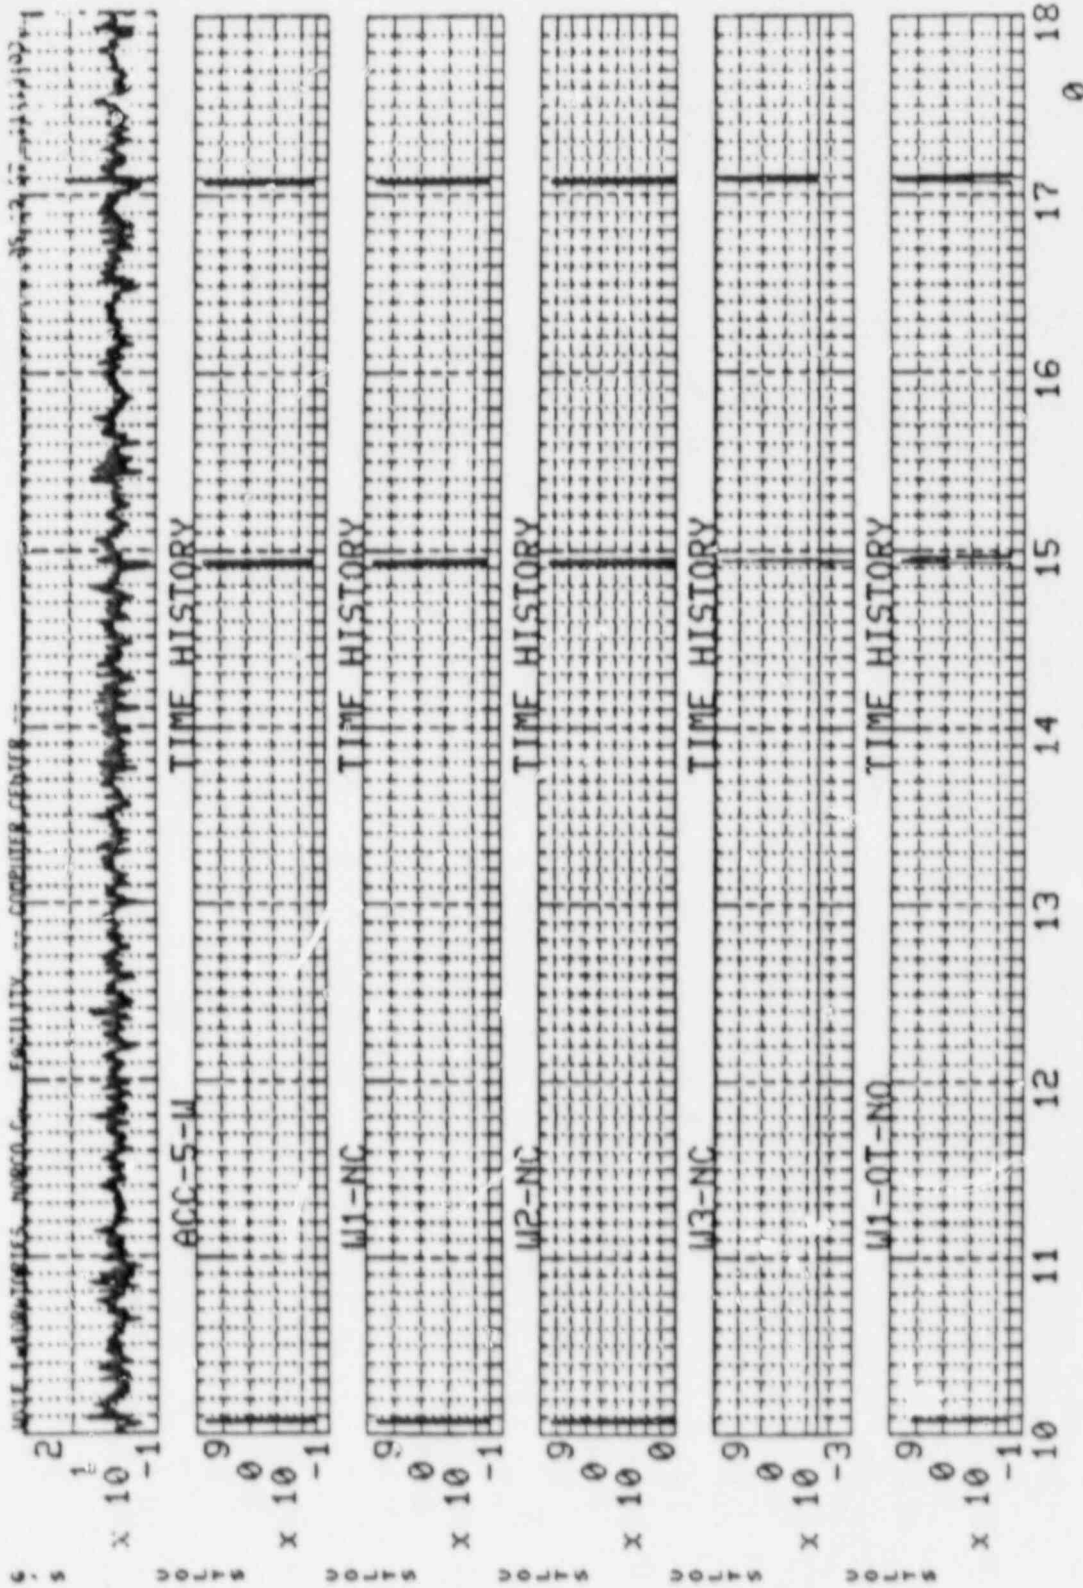 FACILITY -- COMPUTER CENTER
G'S
2
x 10 1
-1
ACC-5-W TIME HISTORY
VOLTS
9
x 10 0
-1
W1-NC TIME HISTORY
VOLTS
9
x 10 0
-1
W2-NC TIME HISTORY
VOLTS
9
x 10 0
0
W3-NC TIME HISTORY
VOLTS
9
x 10 0
-3
W1-OT-NO TIME HISTORY
VOLTS
9
x 10 0
-1
10 11 12 13 14 15 16 17 18
0